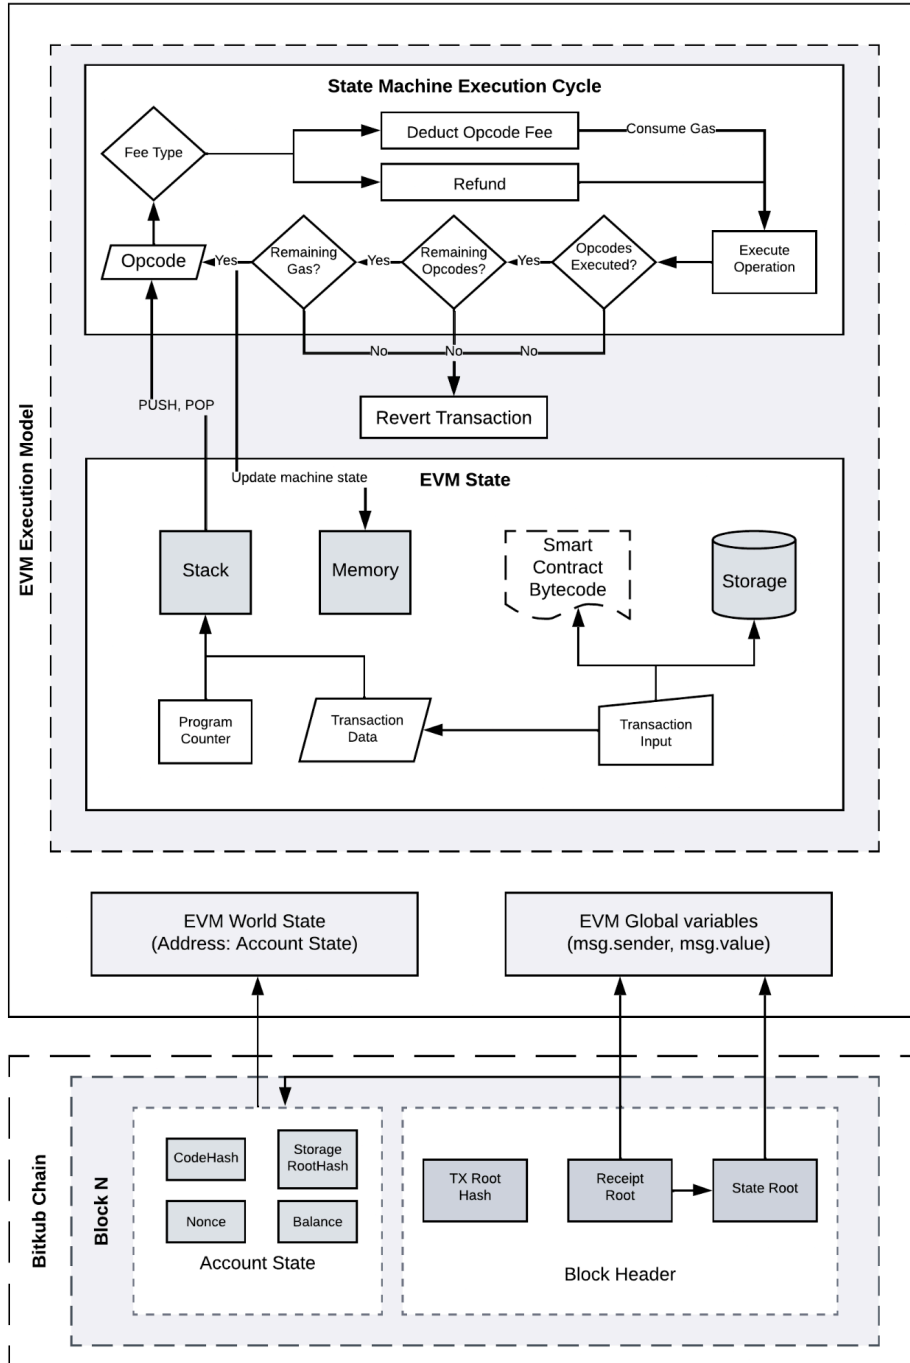 State Machine Execution Cycle
Fee Type
Deduct Opcode Fee
Consume Gas
Refund
Opcode
Yes
Remaining
Gas?
Yes
Remaining
Opcodes?
Yes
Opcodes
Executed?
Execute
Operation
No
No
No
Revert Transaction
PUSH, POP
EVM Execution Model
Update machine state
EVM State
Stack
Memory
Smart
Contract
Bytecode
Storage
Program
Counter
Transaction
Data
Transaction
Input
EVM World State
(Address: Account State)
EVM Global variables
(msg.sender, msg.value)
Bitkub Chain
Block N
CodeHash
Storage
RootHash
Nonce
Balance
Account State
TX Root
Hash
Receipt
Root
State Root
Block Header